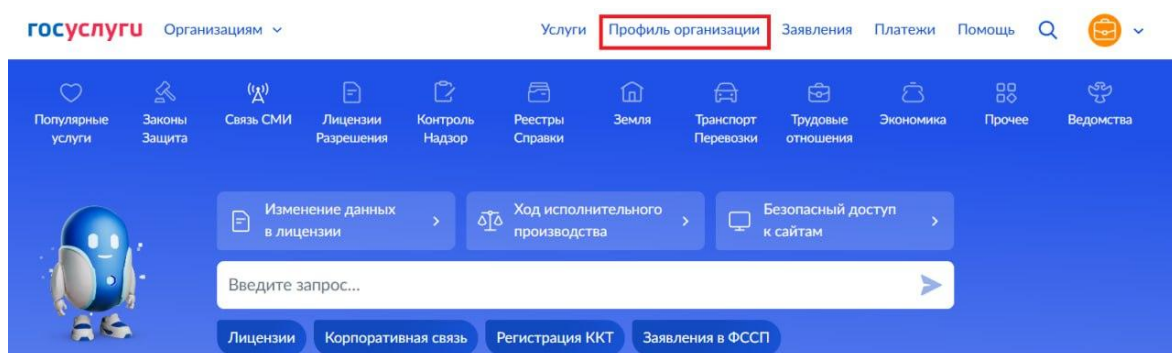 госуслуги Организациям Услуги Профиль организации Заявления Платежи Помощь
Популярные услуги
Законы Защита
Связь СМИ
Лицензии Разрешения
Контроль Надзор
Реестры Справки
Земля
Транспорт Перевозки
Трудовые отношения
Экономика
Прочее
Ведомства
Изменение данных
в лицензии
Ход исполнительного
производства
Безопасный доступ
к сайтам
Введите запрос...
Лицензии Корпоративная связь Регистрация ККТ Заявления в ФССП